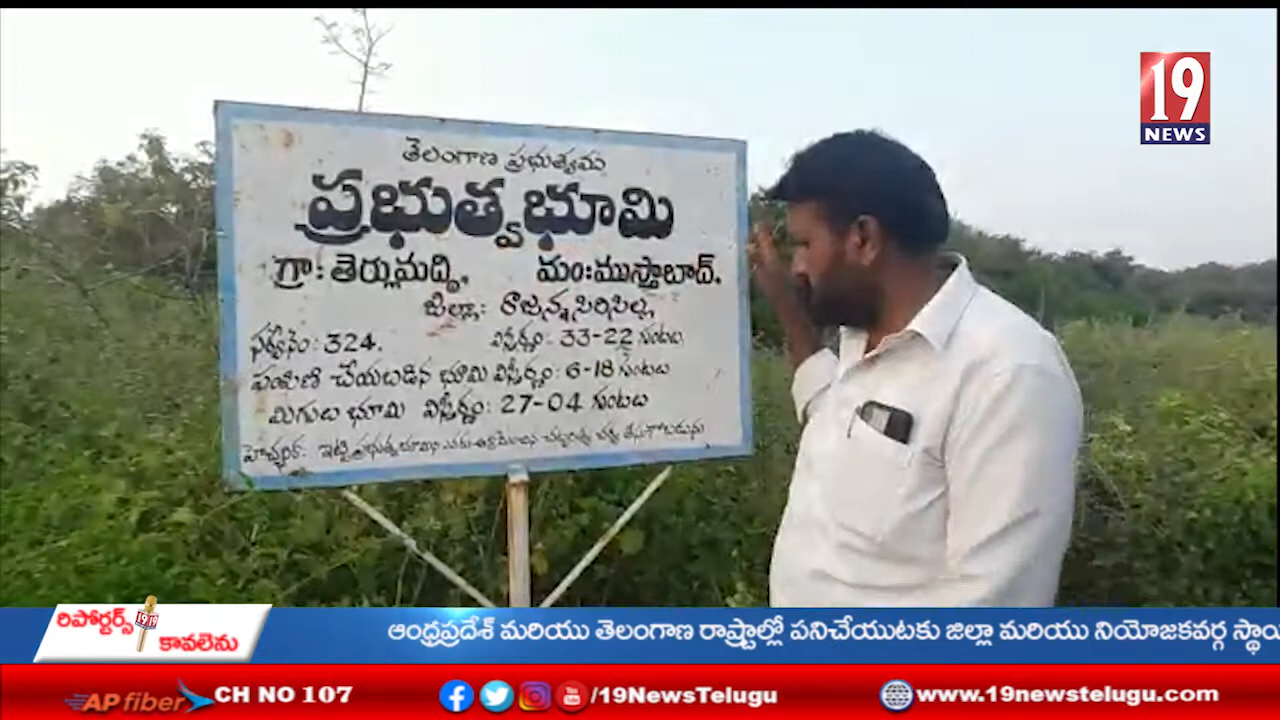 19
NEWS
తెలంగాణ ప్రభుత్వమ
ప్రభుత్వభూమి
గ్రా: తెర్లుమద్ది, మం:ముస్తాబాద్.
జిల్లా: రాజన్నసిరిసిల్ల,
సర్వేనెం: 324. విస్తీర్ణం: 33-22 గుంటలు
పంపిణి చేయబడిన భూమి విస్తీర్ణం: 6-18 గుంటలు
మిగులు భూమి విస్తీర్ణం: 27-04 గుంటలు
హెచ్చరిక: ఇట్టి ప్రభుత్వ భూమిని
రిపోర్టర్స్
కావలెను
ఆంధ్రప్రదేశ్ మరియు తెలంగాణ రాష్ట్రాల్లో పనిచేయుటకు జిల్లా మరియు నియోజకవర్గ స్థాయి
AP fiber CH NO 107 /19NewsTelugu www.19newstelugu.com